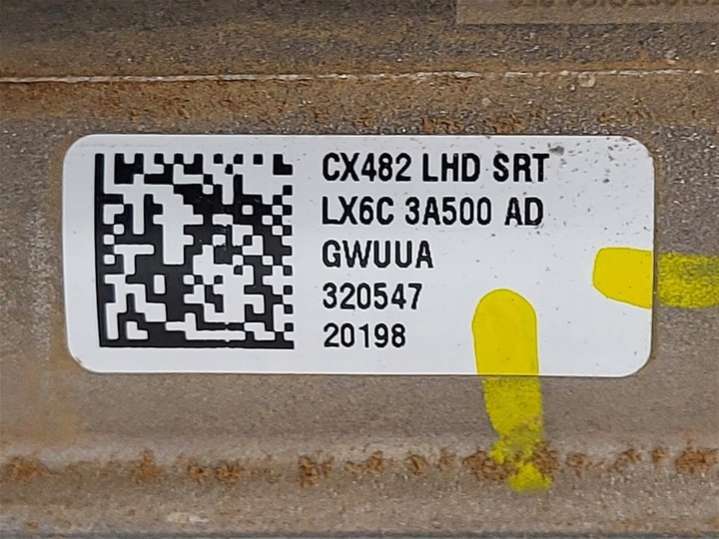 CX482 LHD SRT
LX6C 3A500 AD
GWUUA
320547
20198